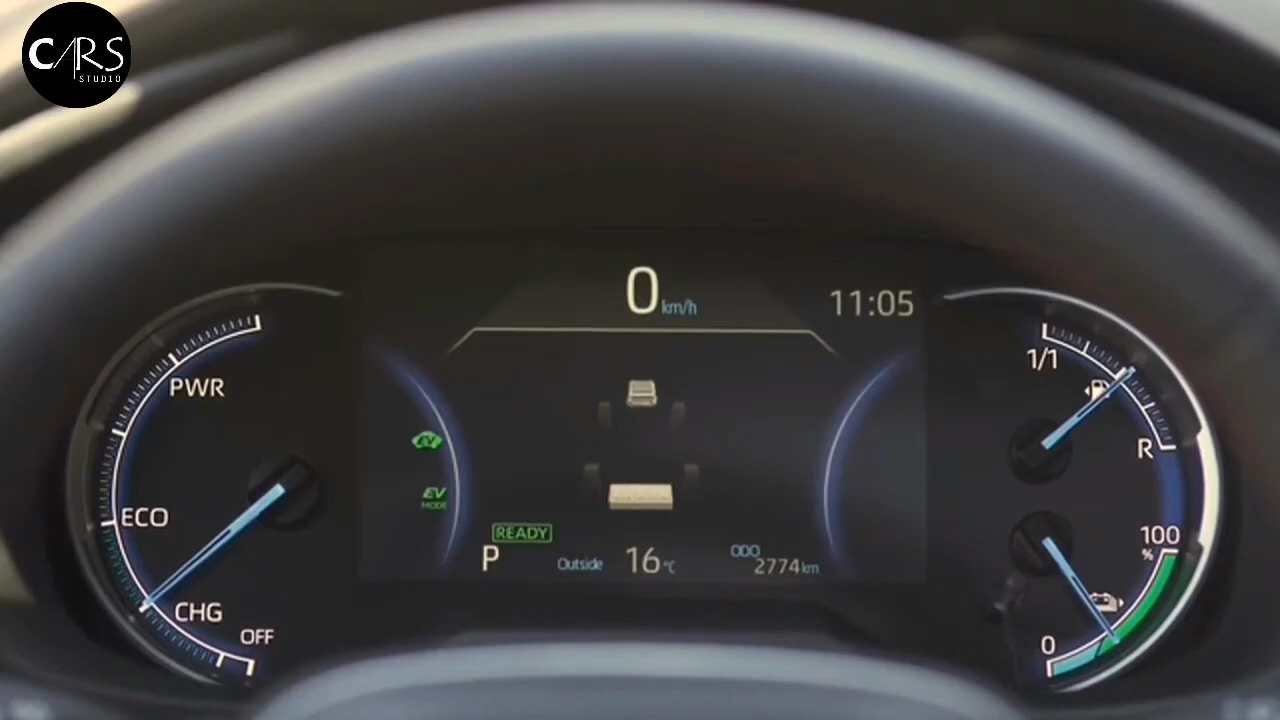 CARS
STUDIO
0 km/h
11:05
PWR
1/1
EV
R
EV
MODE
ECO
READY
100
%
P
Outside 16°C
ODO
2774 km
CHG
OFF
0